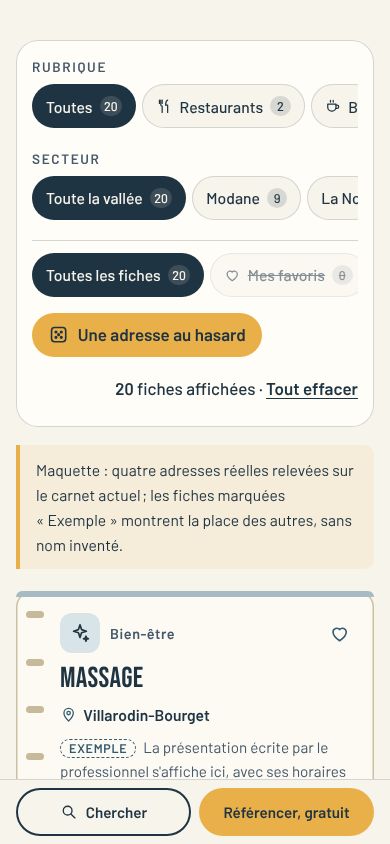 RUBRIQUE
Toutes 20 Restaurants 2 B
SECTEUR
Toute la vallée 20 Modane 9 La No
Toutes les fiches 20 Mes favoris 0
Une adresse au hasard
20 fiches affichées · Tout effacer
Maquette : quatre adresses réelles relevées sur
le carnet actuel ; les fiches marquées
« Exemple » montrent la place des autres, sans
nom inventé.
Bien-être
MASSAGE
Villarodin-Bourget
EXEMPLE La présentation écrite par le
professionnel s'affiche ici, avec ses horaires
Chercher Référencer, gratuit